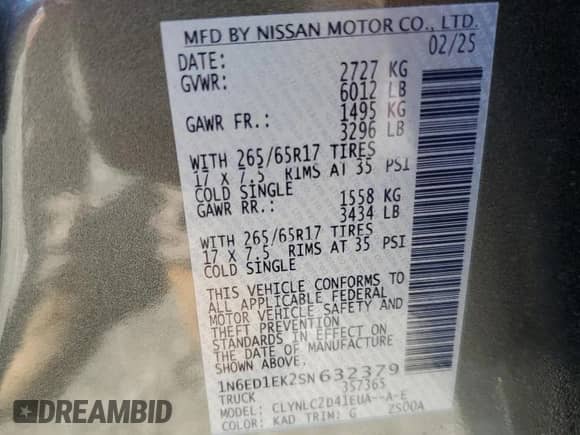 MFD BY NISSAN MOTOR CO., LTD.
DATE: 02/25
GVWR: 2727 KG
6012 LB
GAWR FR.: 1495 KG
3296 LB
WITH 265/65R17 TIRES
17 X 7.5 RIMS AT 35 PSI
COLD SINGLE
GAWR RR.: 1558 KG
3434 LB
WITH 265/65R17 TIRES
17 X 7.5 RIMS AT 35 PSI
COLD SINGLE
THIS VEHICLE CONFORMS TO
ALL APPLICABLE FEDERAL
MOTOR VEHICLE SAFETY AND
THEFT PREVENTION
STANDARDS IN EFFECT ON
THE DATE OF MANUFACTURE
SHOWN ABOVE.
1N6ED1EK2SN632379
TRUCK 357365
MODEL: CLYNLCZD41EUA--A-E
COLOR: KAD TRIM: G ZS00A